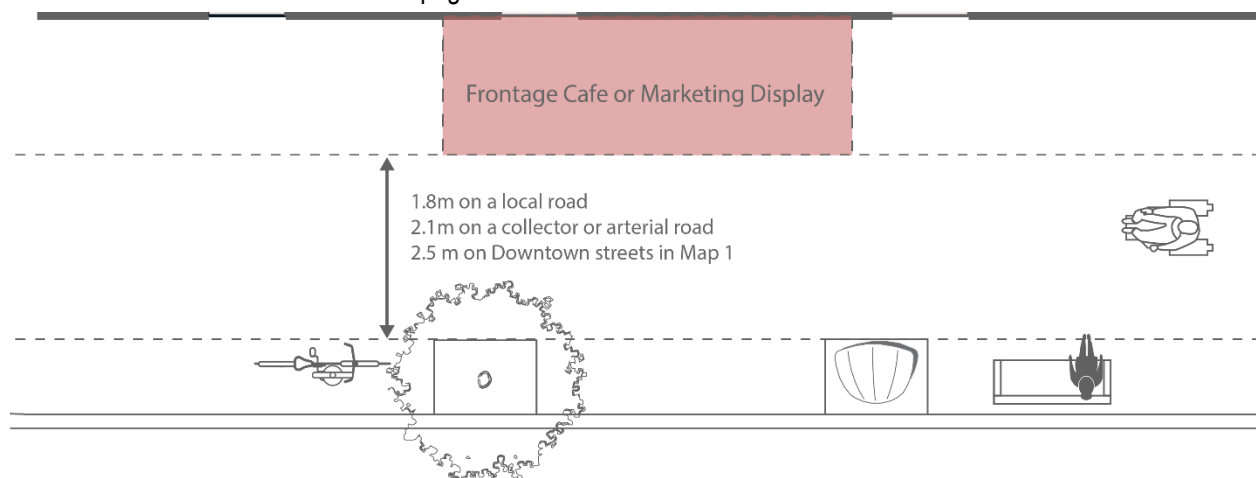 Frontage Cafe or Marketing Display
1.8m on a local road
2.1m on a collector or arterial road
2.5 m on Downtown streets in Map 1